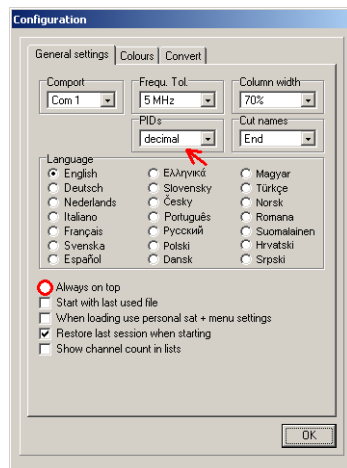 Configuration
General settings Colours Convert
Comport Frequ. Tol. Column width
Com 1 5 MHz 70%
PIDs Cut names
decimal End
Language
English Ελληνικά Magyar
Deutsch Slovensky Türkçe
Nederlands Česky Norsk
Italiano Português Romana
Français Русский Suomalainen
Svenska Polski Hrvatski
Español Dansk Srpski
Always on top
Start with last used file
When loading use personal sat + menu settings
Restore last session when starting
Show channel count in lists
OK